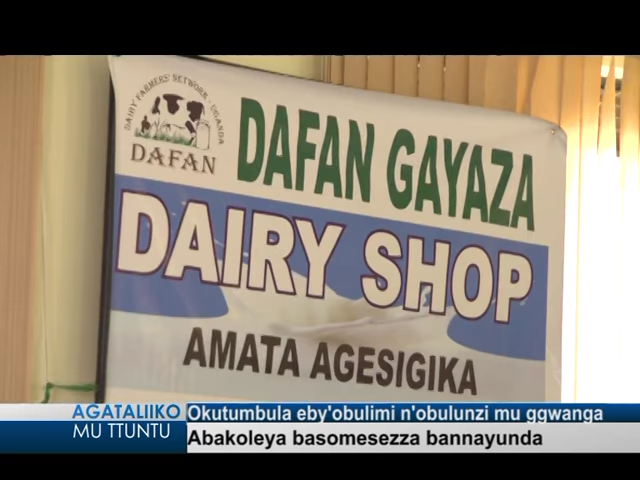 DAIRY FARMERS' NETWORK - UGANDA
DAFAN
DAFAN GAYAZA
DAIRY SHOP
AMATA AGESIGIKA
AGATALIIKO
MU TTUNTU
Okutumbula eby'obulimi n'obulunzi mu ggwanga
Abakoleya basomesezza bannayunda